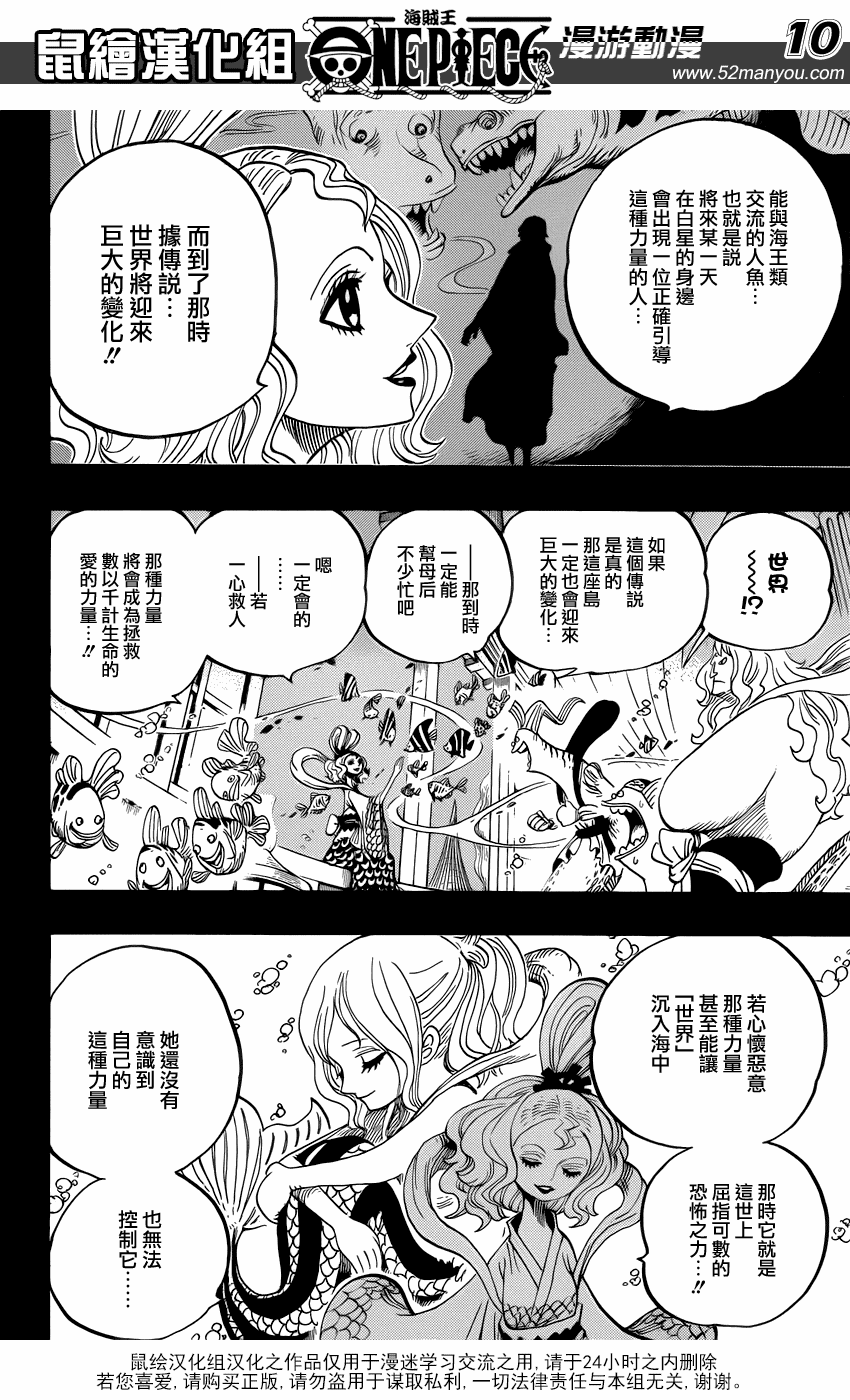 鼠繪漢化組
海賊王
ONE PIECE
漫游動漫
10
www.52manyou.com
能與海王類
交流的人魚…
也就是説
將來某一天
在白星的身邊
會出現一位正確引導
這種力量的人…
而到了那時
據傳説…
世界將迎來
巨大的變化!!
世界
～～～!?
如果
這個傳説
是真的
那這座島
一定也會迎來
巨大的變化…
——那到時
一定能
幫母后
不少忙吧
嗯
一定會的
……
——若
一心救人
那種力量
將會成為拯救
數以千計生命的
愛的力量…!!
若心懷惡意
那種力量
甚至能讓
「世界」
沉入海中
那時它就是
這世上
屈指可數的
恐怖之力…!!
她還沒有
意識到
自己的
這種力量
也無法
控制它……
鼠绘汉化组汉化之作品仅用于漫迷学习交流之用, 请于24小时之内删除
若您喜爱, 请购买正版, 请勿盗用于谋取私利, 一切法律责任与本组无关, 谢谢。